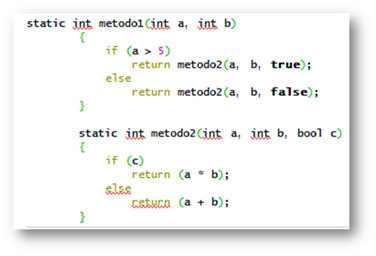 static int metodo1(int a, int b)
{
if (a > 5)
return metodo2(a, b, true);
else
return metodo2(a, b, false);
}
static int metodo2(int a, int b, bool c)
{
if (c)
return (a * b);
else
return (a + b);
}